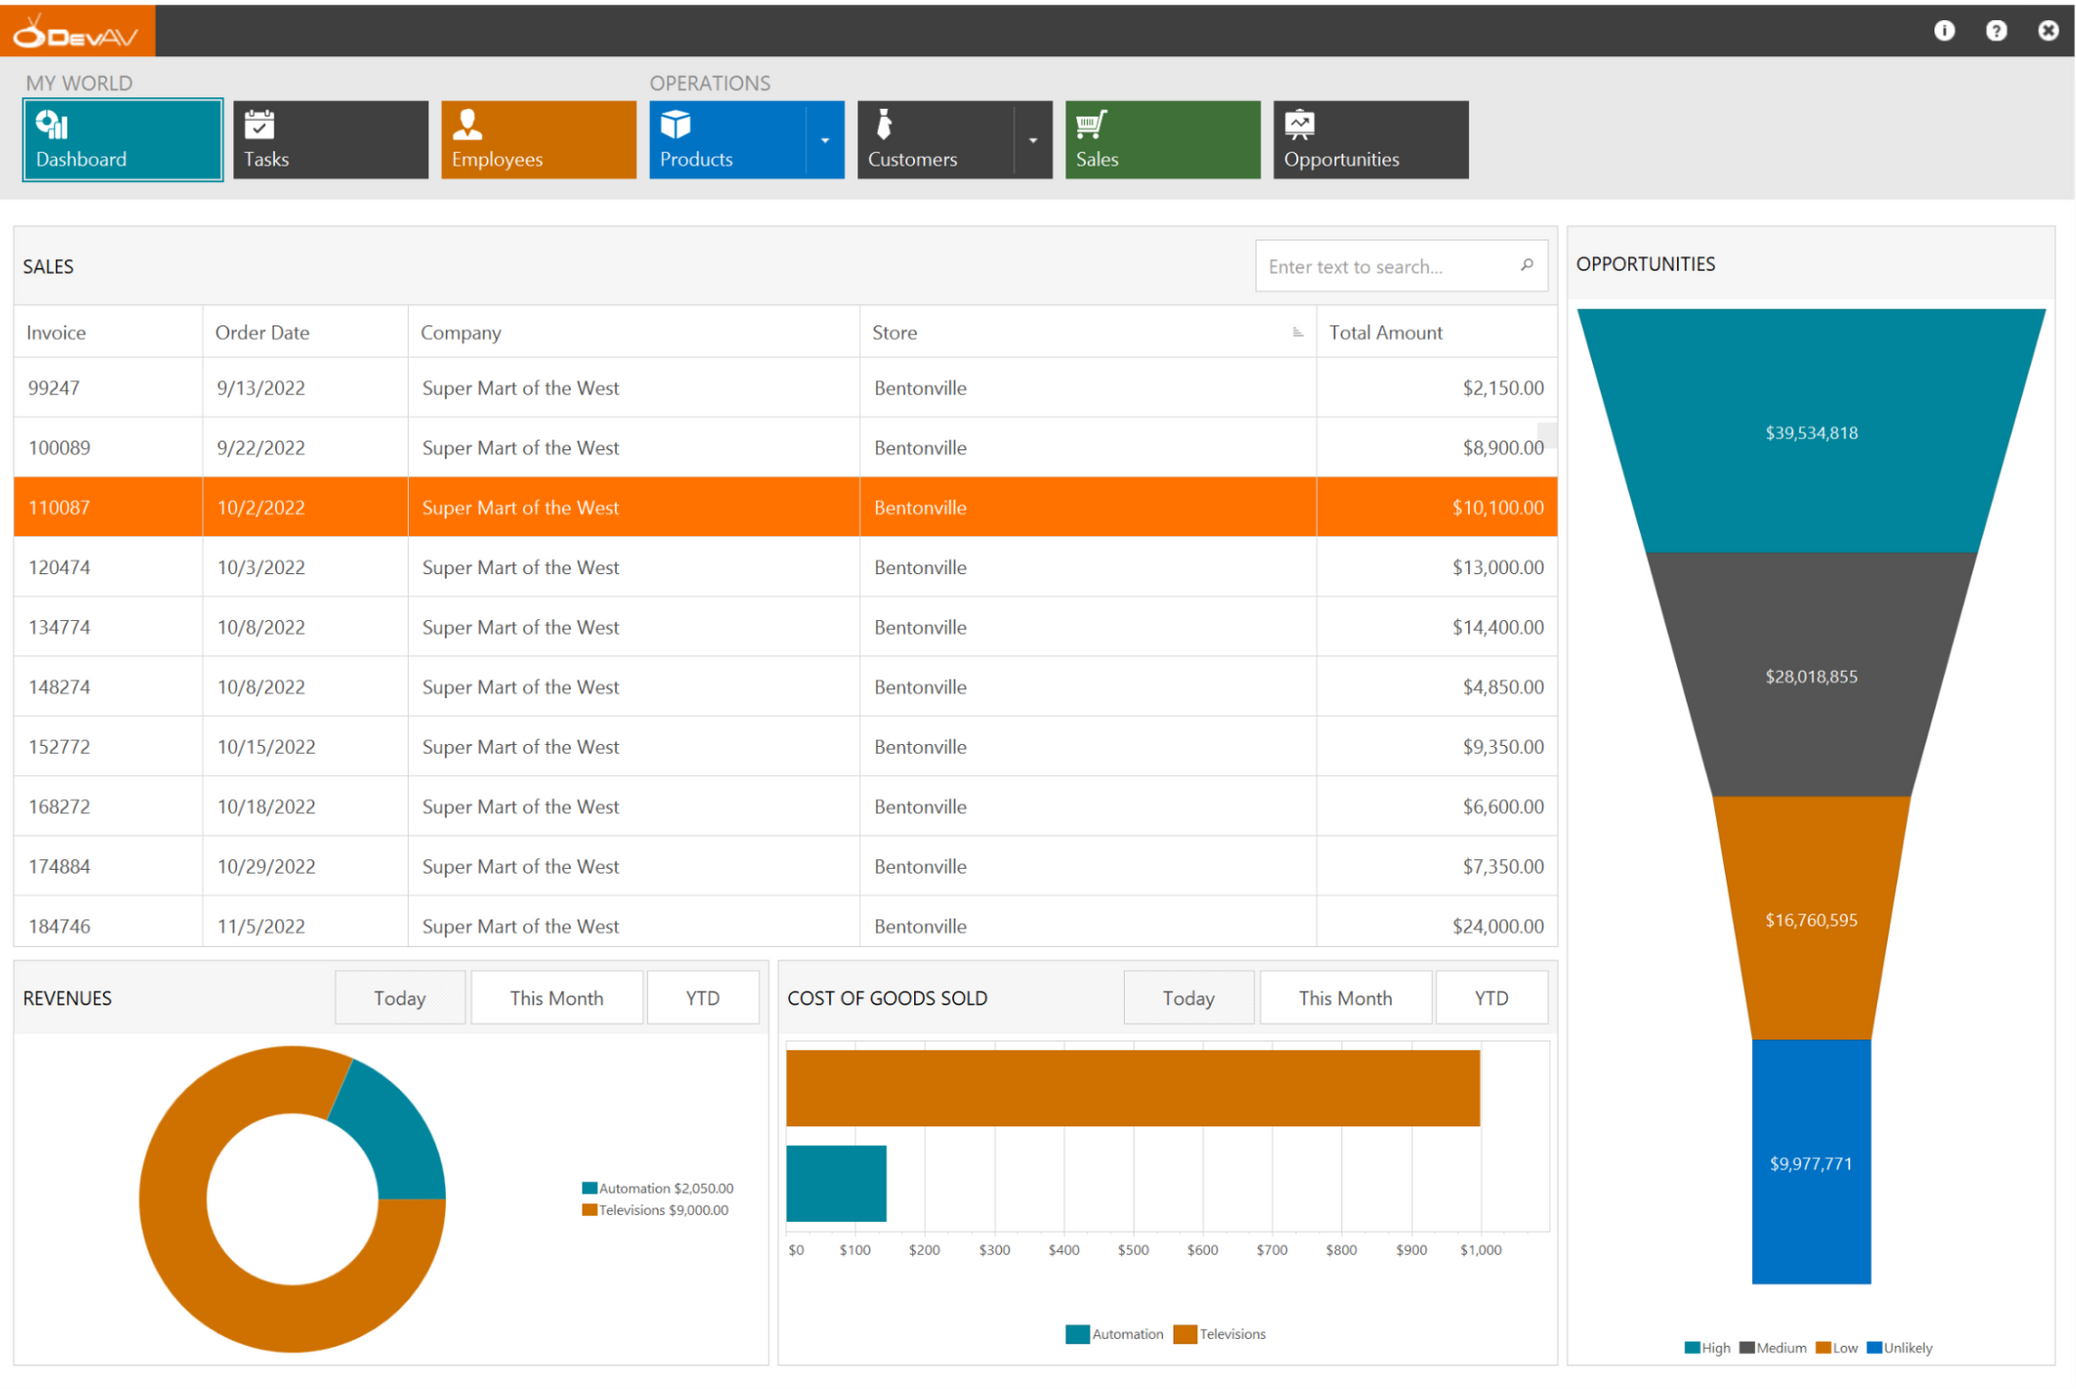 DevAV
MY WORLD
OPERATIONS
Dashboard
Tasks
Employees
Products
Customers
Sales
Opportunities
SALES
Enter text to search...
Invoice Order Date Company Store Total Amount
99247 9/13/2022 Super Mart of the West Bentonville $2,150.00
100089 9/22/2022 Super Mart of the West Bentonville $8,900.00
110087 10/2/2022 Super Mart of the West Bentonville $10,100.00
120474 10/3/2022 Super Mart of the West Bentonville $13,000.00
134774 10/8/2022 Super Mart of the West Bentonville $14,400.00
148274 10/8/2022 Super Mart of the West Bentonville $4,850.00
152772 10/15/2022 Super Mart of the West Bentonville $9,350.00
168272 10/18/2022 Super Mart of the West Bentonville $6,600.00
174884 10/29/2022 Super Mart of the West Bentonville $7,350.00
184746 11/5/2022 Super Mart of the West Bentonville $24,000.00
OPPORTUNITIES
$39,534,818
$28,018,855
$16,760,595
$9,977,771
High Medium Low Unlikely
REVENUES Today This Month YTD
Automation $2,050.00
Televisions $9,000.00
COST OF GOODS SOLD Today This Month YTD
$0 $100 $200 $300 $400 $500 $600 $700 $800 $900 $1,000
Automation Televisions